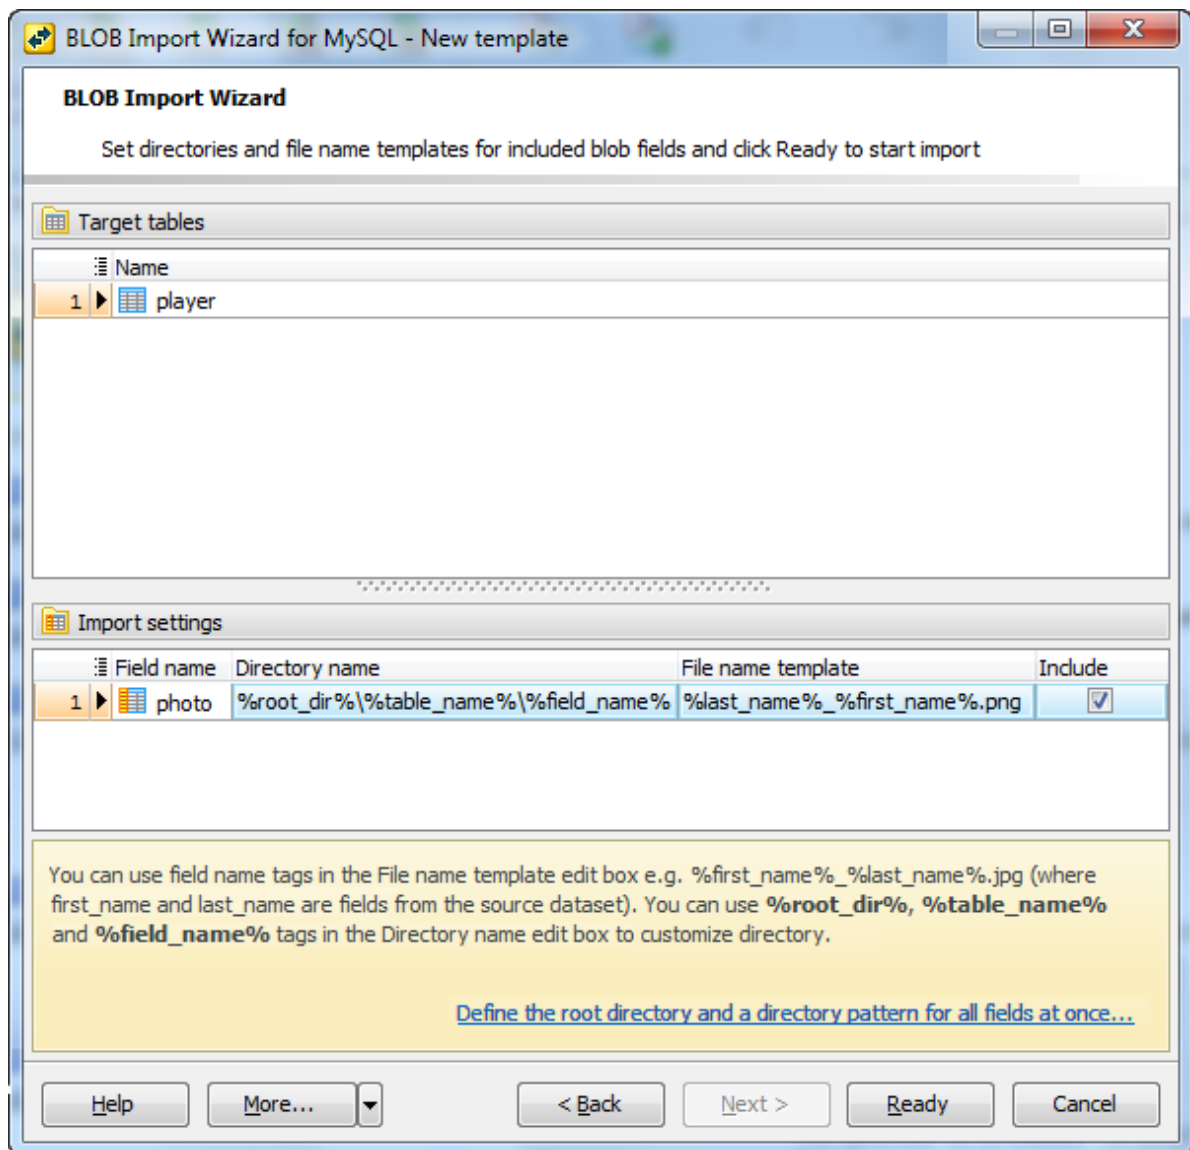 BLOB Import Wizard for MySQL - New template
BLOB Import Wizard
Set directories and file name templates for included blob fields and click Ready to start import
Target tables
Name
1 player
Import settings
Field name Directory name File name template Include
1 photo %root_dir%\%table_name%\%field_name% %last_name%_%first_name%.png
You can use field name tags in the File name template edit box e.g. %first_name%_%last_name%.jpg (where
first_name and last_name are fields from the source dataset). You can use %root_dir%, %table_name%
and %field_name% tags in the Directory name edit box to customize directory.
Define the root directory and a directory pattern for all fields at once...
Help More... < Back Next > Ready Cancel